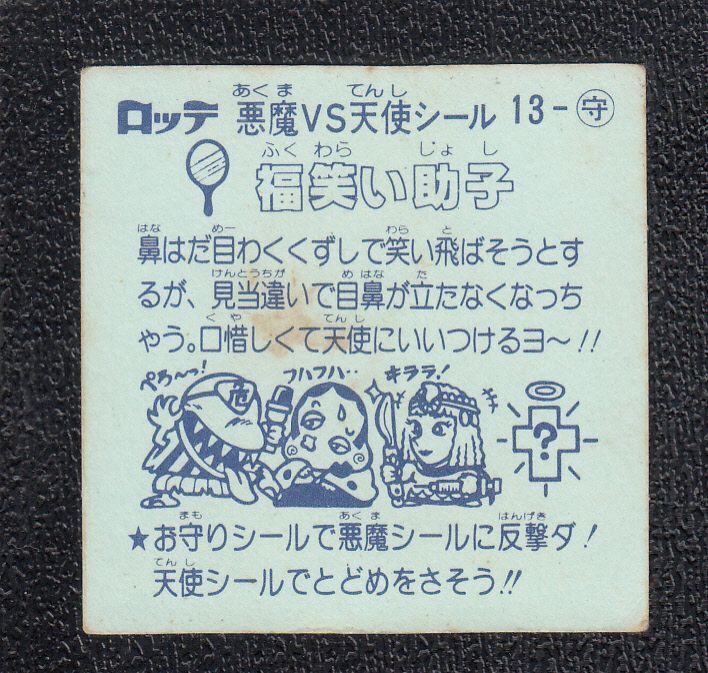 ロッテ 悪魔VS天使シール 13-守
あくま てんし
福笑い助子
ふくわら じょし
鼻はだ目わくくずしで笑い飛ばそうとす
はな めー わら と
るが、見当違いで目鼻が立たなくなっち
けんとうちが め はな た
ゃう。口惜しくて天使にいいつけるヨ〜!!
くや てんし
ぺろ〜っ! フハフハ‥ キララ!
危
?
★お守りシールで悪魔シールに反撃ダ!
まも あくま はんげき
天使シールでとどめをさそう!!
てんし